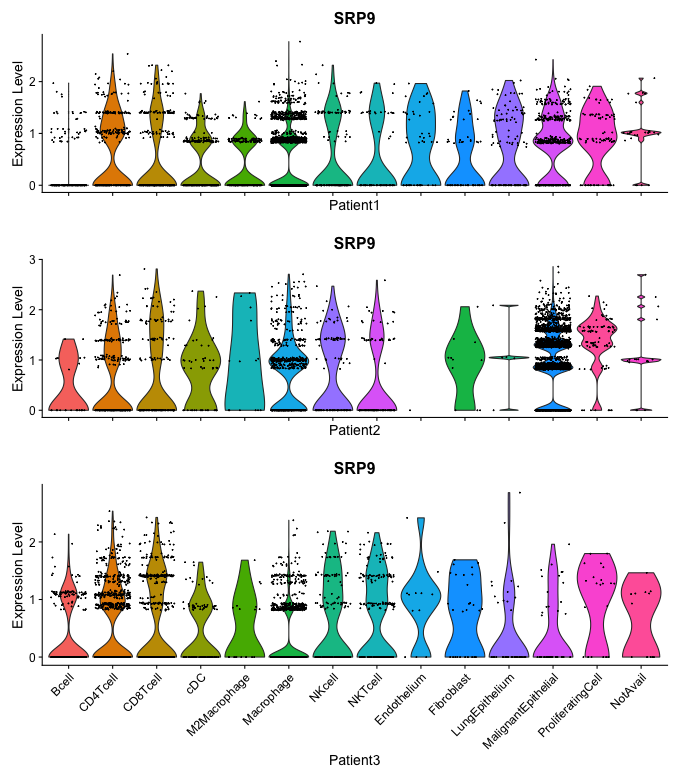 SRP9
Expression Level
2
1
0
Patient1
SRP9
Expression Level
3
2
1
0
Patient2
SRP9
Expression Level
2
1
0
Bcell
CD4Tcell
CD8Tcell
cDC
M2Macrophage
Macrophage
NKcell
NKTcell
Endothelium
Fibroblast
LungEpithelium
MalignantEpithelial
ProliferatingCell
NotAvail
Patient3